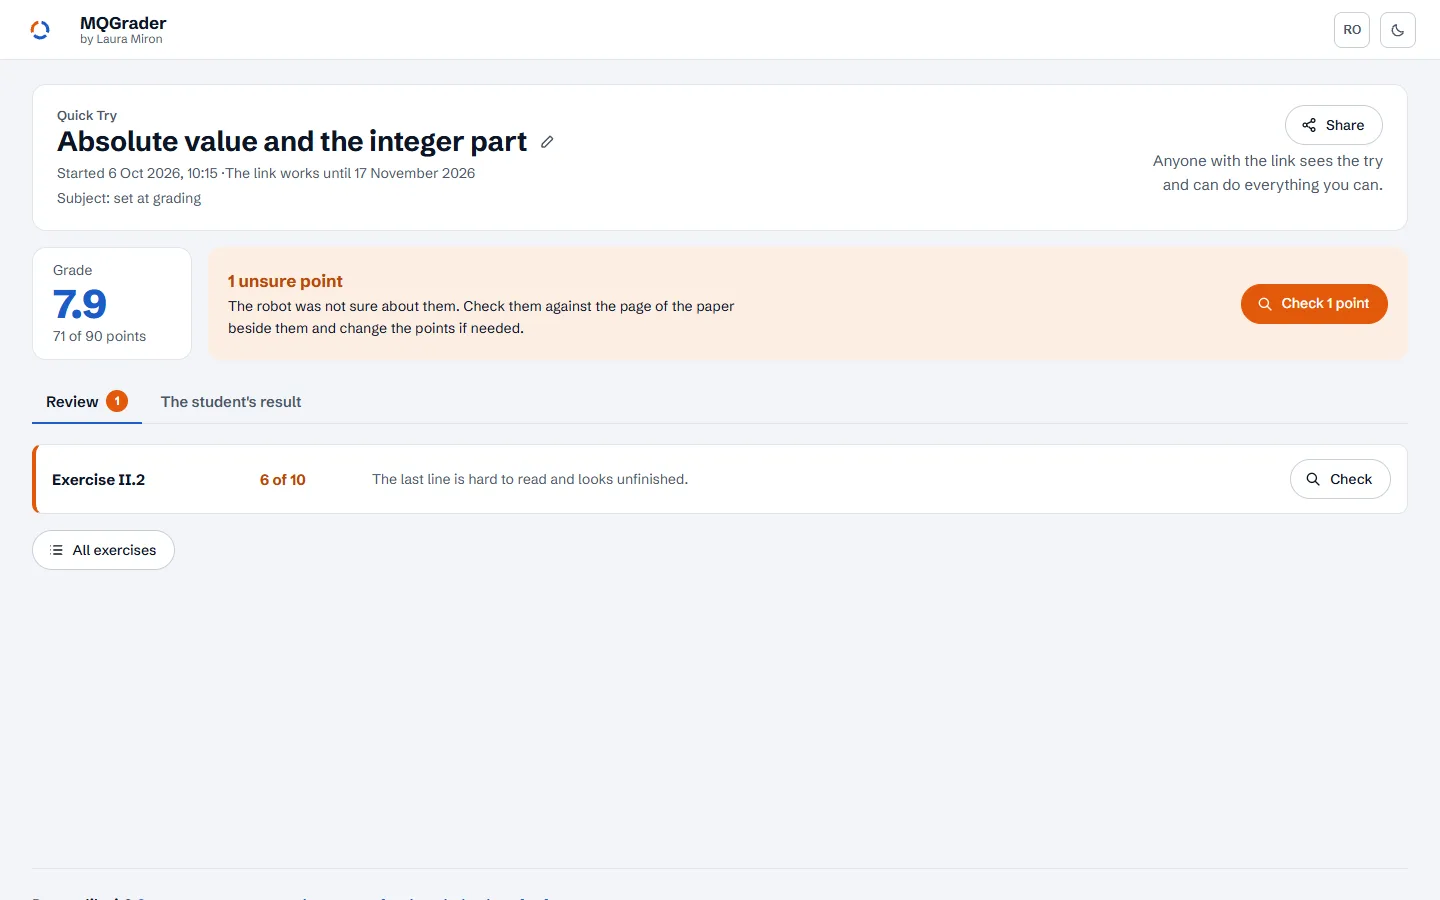 MQGrader
by Laura Miron
RO
Quick Try
Absolute value and the integer part
Started 6 Oct 2026, 10:15 ·The link works until 17 November 2026
Subject: set at grading
Share
Anyone with the link sees the try
and can do everything you can.
Grade
7.9
71 of 90 points
1 unsure point
The robot was not sure about them. Check them against the page of the paper
beside them and change the points if needed.
Check 1 point
Review 1
The student's result
Exercise II.2
6 of 10
The last line is hard to read and looks unfinished.
Check
All exercises